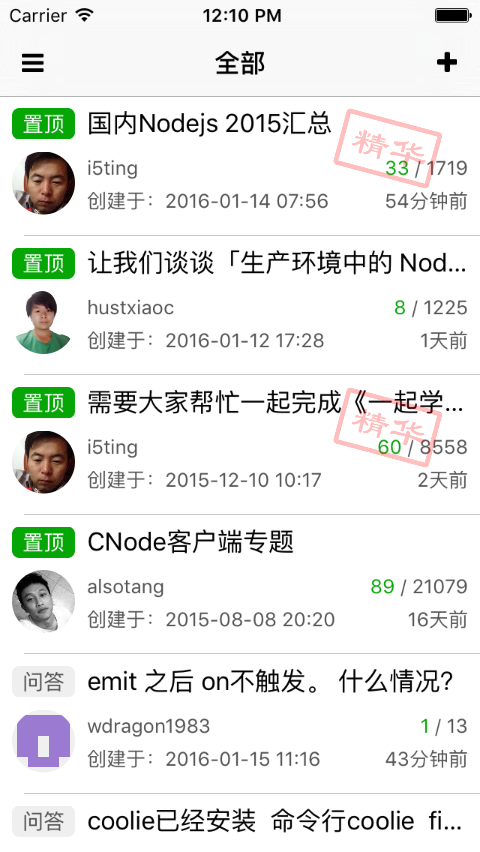 Carrier 12:10 PM
全部
置顶 国内Nodejs 2015汇总
精华
i5ting 33 / 1719
创建于：2016-01-14 07:56 54分钟前
置顶 让我们谈谈「生产环境中的 Nod...
hustxiaoc 8 / 1225
创建于：2016-01-12 17:28 1天前
置顶 需要大家帮忙一起完成《一起学...
精华
i5ting 60 / 8558
创建于：2015-12-10 10:17 2天前
置顶 CNode客户端专题
alsotang 89 / 21079
创建于：2015-08-08 20:20 16天前
问答 emit 之后 on不触发。 什么情况?
wdragon1983 1 / 13
创建于：2016-01-15 11:16 43分钟前
问答 coolie已经安装 命令行coolie fi...